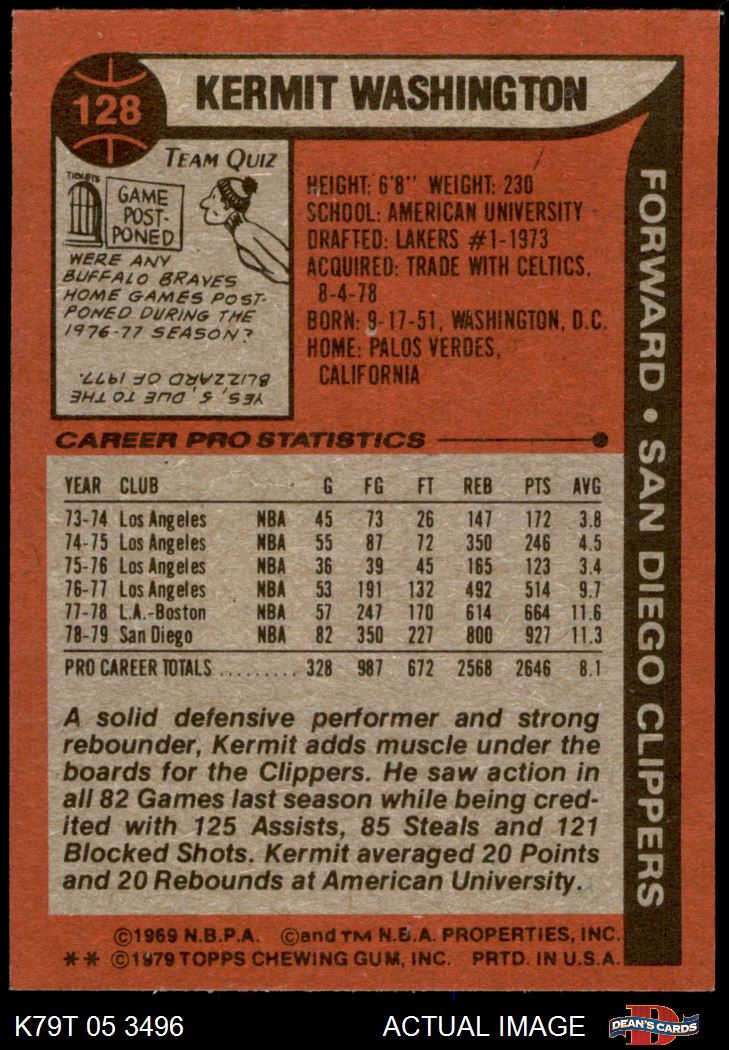 128
KERMIT WASHINGTON
TEAM QUIZ
TICKETS
GAME
POST-
PONED
WERE ANY
BUFFALO BRAVES
HOME GAMES POST-
PONED DURING THE
1976-77 SEASON?
YES, 5, DUE TO THE
BLIZZARD OF 1977.
HEIGHT: 6'8" WEIGHT: 230
SCHOOL: AMERICAN UNIVERSITY
DRAFTED: LAKERS #1-1973
ACQUIRED: TRADE WITH CELTICS,
8-4-78
BORN: 9-17-51, WASHINGTON, D.C.
HOME: PALOS VERDES,
CALIFORNIA
FORWARD • SAN DIEGO CLIPPERS
CAREER PRO STATISTICS
YEAR CLUB G FG FT REB PTS AVG
73-74 Los Angeles NBA 45 73 26 147 172 3.8
74-75 Los Angeles NBA 55 87 72 350 246 4.5
75-76 Los Angeles NBA 36 39 45 165 123 3.4
76-77 Los Angeles NBA 53 191 132 492 514 9.7
77-78 L.A.-Boston NBA 57 247 170 614 664 11.6
78-79 San Diego NBA 82 350 227 800 927 11.3
PRO CAREER TOTALS ......... 328 987 672 2568 2646 8.1
A solid defensive performer and strong
rebounder, Kermit adds muscle under the
boards for the Clippers. He saw action in
all 82 Games last season while being cred-
ited with 125 Assists, 85 Steals and 121
Blocked Shots. Kermit averaged 20 Points
and 20 Rebounds at American University.
©1969 N.B.P.A. ©and TM N.B.A. PROPERTIES, INC.
** ©1979 TOPPS CHEWING GUM, INC. PRTD. IN U.S.A.
K79T 05 3496 ACTUAL IMAGE DEAN'S CARDS